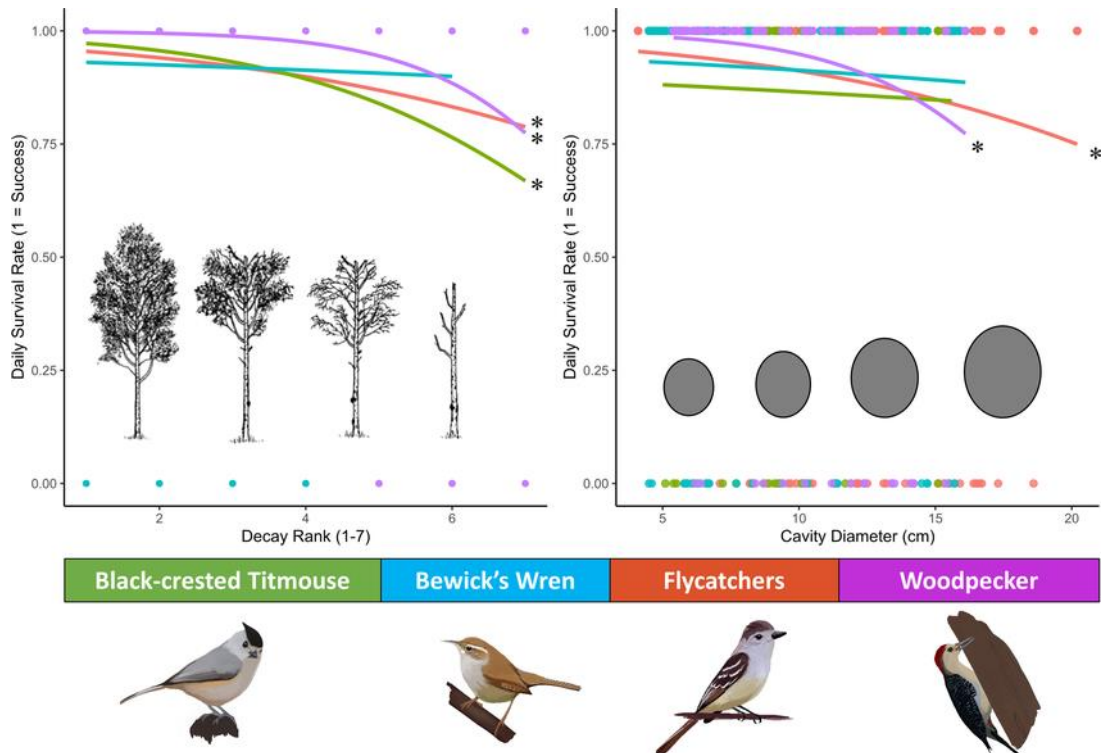 Daily Survival Rate (1 = Success)
1.00
0.75
0.50
0.25
0.00
*
*
*
2
4
6
Decay Rank (1-7)
Daily Survival Rate (1 = Success)
1.00
0.75
0.50
0.25
0.00
*
*
5
10
15
20
Cavity Diameter (cm)
Black-crested Titmouse
Bewick's Wren
Flycatchers
Woodpecker